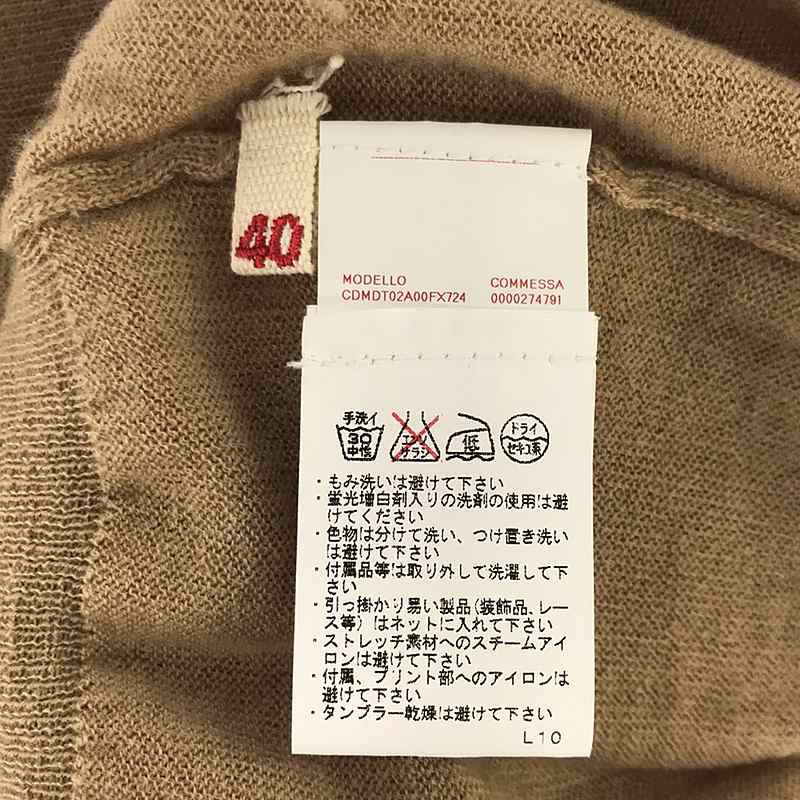 40
MODELLO COMMESSA
CDMDT02A00FX724 0000274791
手洗イ
30
中性
エンソ
サラシ
低
ドライ
セキユ系
・もみ洗いは避けて下さい
・蛍光増白剤入りの洗剤の使用は避
けてください
・色物は分けて洗い、つけ置き洗い
は避けて下さい
・付属品等は取り外して洗濯して下
さい
・引っ掛かり易い製品(装飾品、レー
ス等)はネットに入れて下さい
・ストレッチ素材へのスチームアイ
ロンは避けて下さい
・付属、プリント部へのアイロンは
避けて下さい
・タンブラー乾燥は避けて下さい
L10